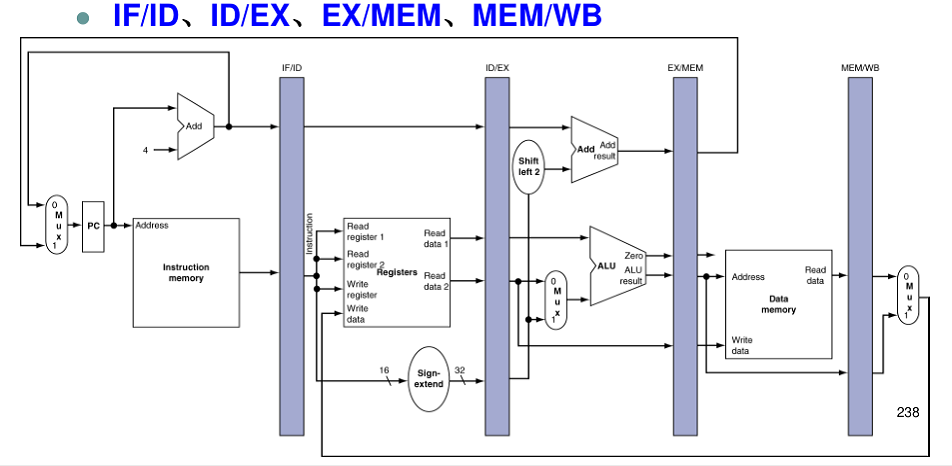 IF/ID、ID/EX、EX/MEM、MEM/WB
IF/ID
ID/EX
EX/MEM
MEM/WB
Add
4
Shift
left 2
Add
Add
result
0
M
u
x
1
PC
Address
Instruction
memory
Instruction
Read
register 1
Read
register 2
Registers
Write
register
Write
data
Read
data 1
Read
data 2
0
M
u
x
1
ALU
Zero
ALU
result
Address
Read
data
Data
memory
Write
data
0
M
u
x
1
16
Sign-
extend
32
238